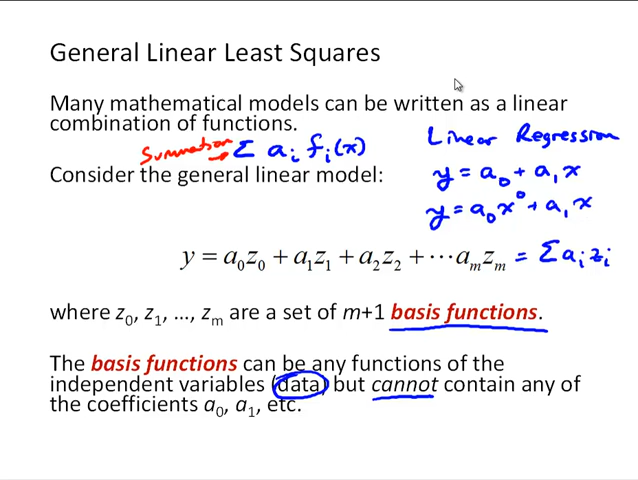 General Linear Least Squares
Many mathematical models can be written as a linear
combination of functions.
Linear Regression
Summation → Σ aᵢ fᵢ(x)
Consider the general linear model:
y = a₀ + a₁x
y = a₀x⁰ + a₁x
y = a₀z₀ + a₁z₁ + a₂z₂ + ⋯ aₘzₘ = Σ aᵢzᵢ
where z₀, z₁, …, zₘ are a set of m+1 basis functions.
The basis functions can be any functions of the
independent variables (data) but cannot contain any of
the coefficients a₀, a₁, etc.